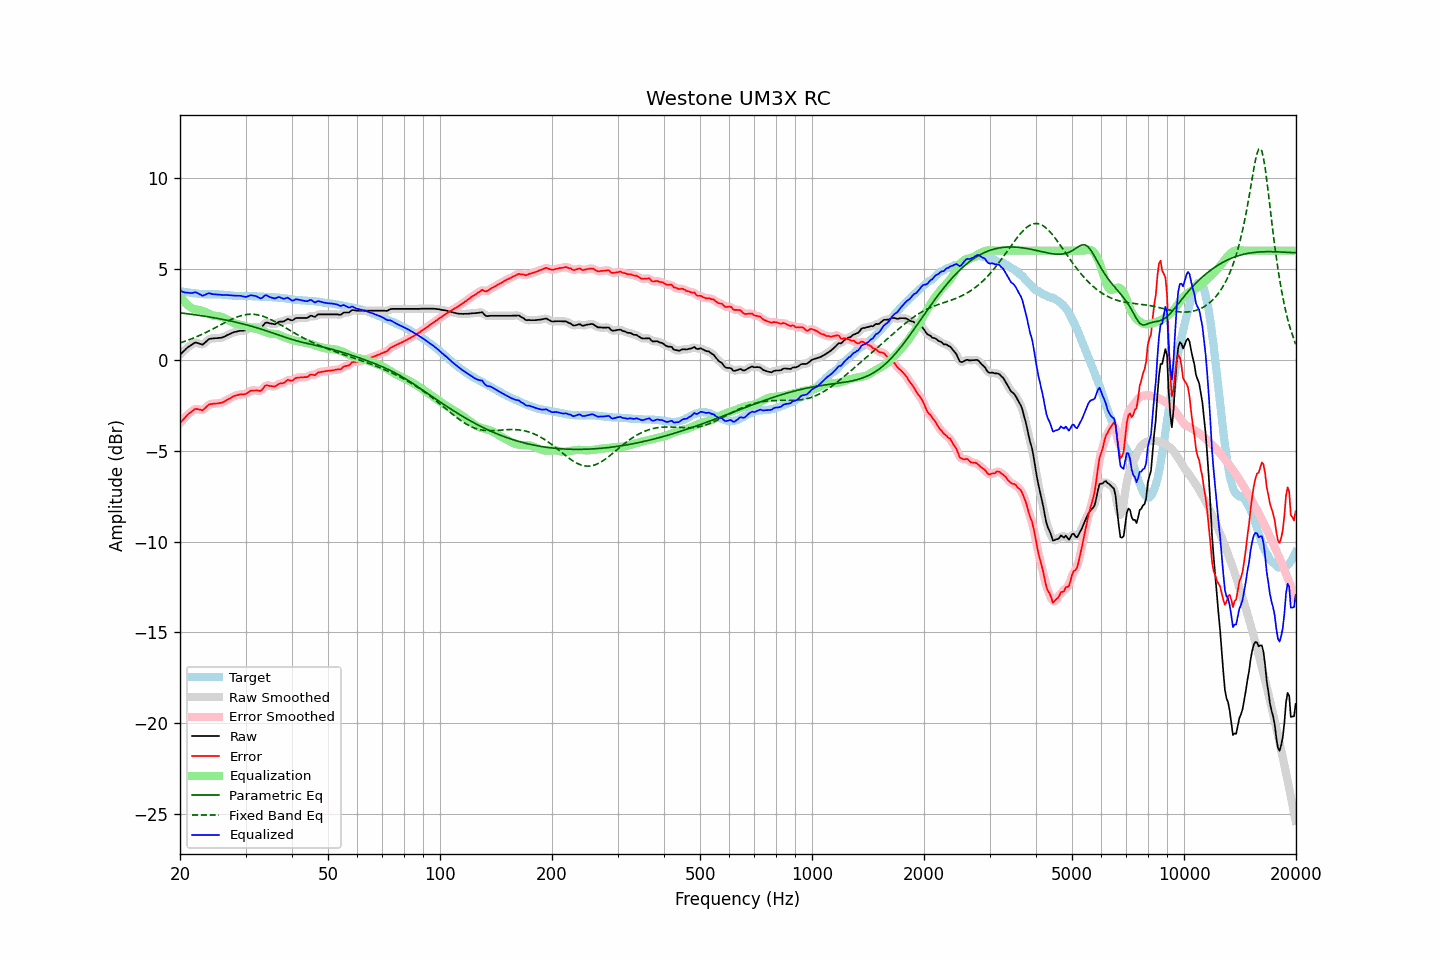 Westone UM3X RC
Amplitude (dBr)
10
5
0
−5
−10
−15
−20
−25
Target
Raw Smoothed
Error Smoothed
Raw
Error
Equalization
Parametric Eq
Fixed Band Eq
Equalized
20
50
100
200
500
1000
2000
5000
10000
20000
Frequency (Hz)